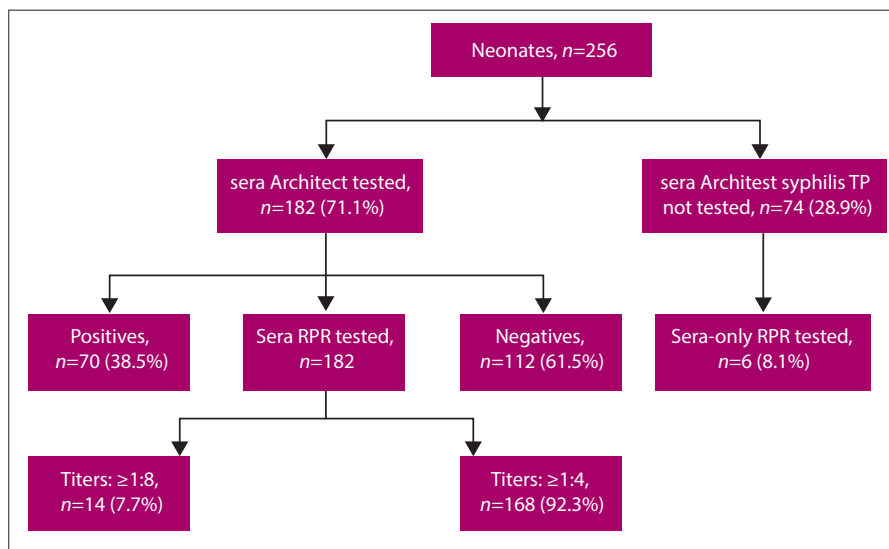 Neonates, n=256
sera Architect tested,
n=182 (71.1%)
sera Architest syphilis TP
not tested, n=74 (28.9%)
Positives,
n=70 (38.5%)
Sera RPR tested,
n=182
Negatives,
n=112 (61.5%)
Sera-only RPR tested,
n=6 (8.1%)
Titers: ≥1:8,
n=14 (7.7%)
Titers: ≥1:4,
n=168 (92.3%)